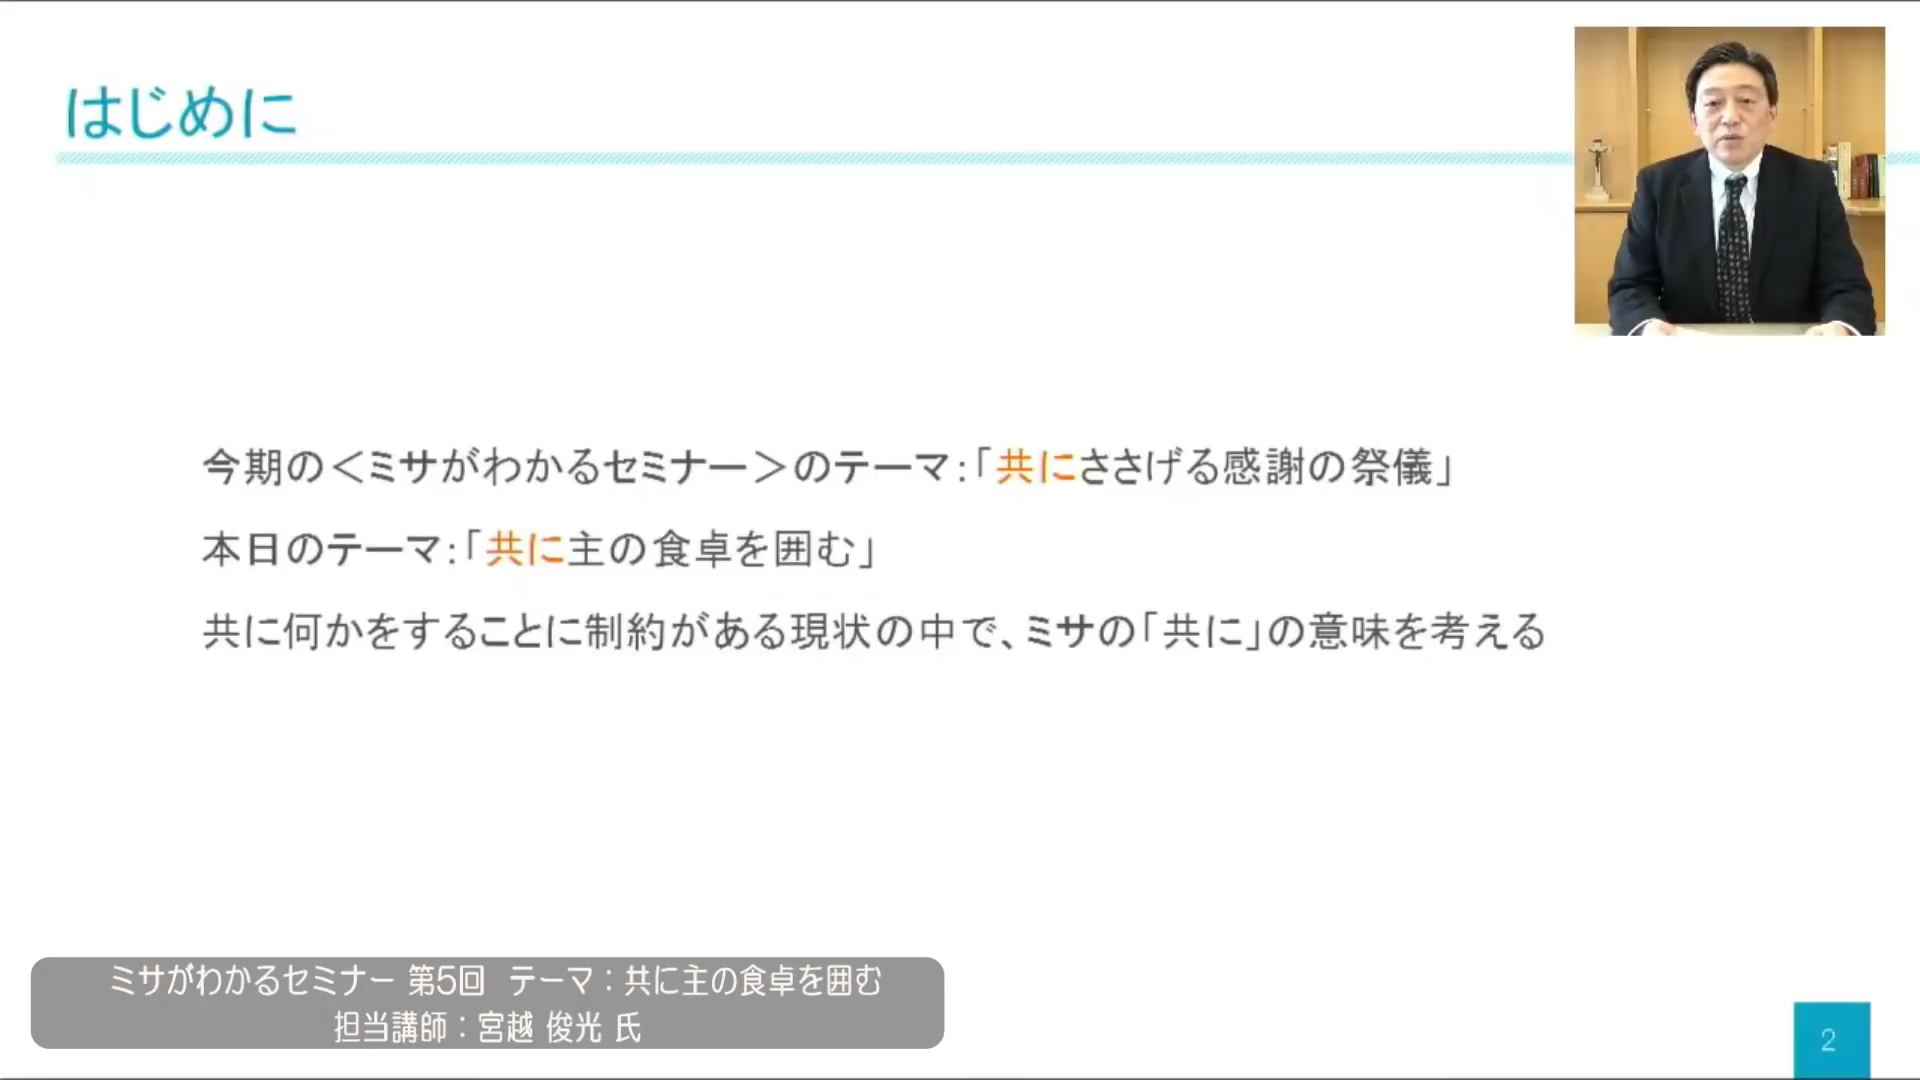 はじめに
今期の＜ミサがわかるセミナー＞のテーマ：「共にささげる感謝の祭儀」
本日のテーマ：「共に主の食卓を囲む」
共に何かをすることに制約がある現状の中で、ミサの「共に」の意味を考える
ミサがわかるセミナー 第5回 テーマ：共に主の食卓を囲む
担当講師：宮越 俊光 氏
2